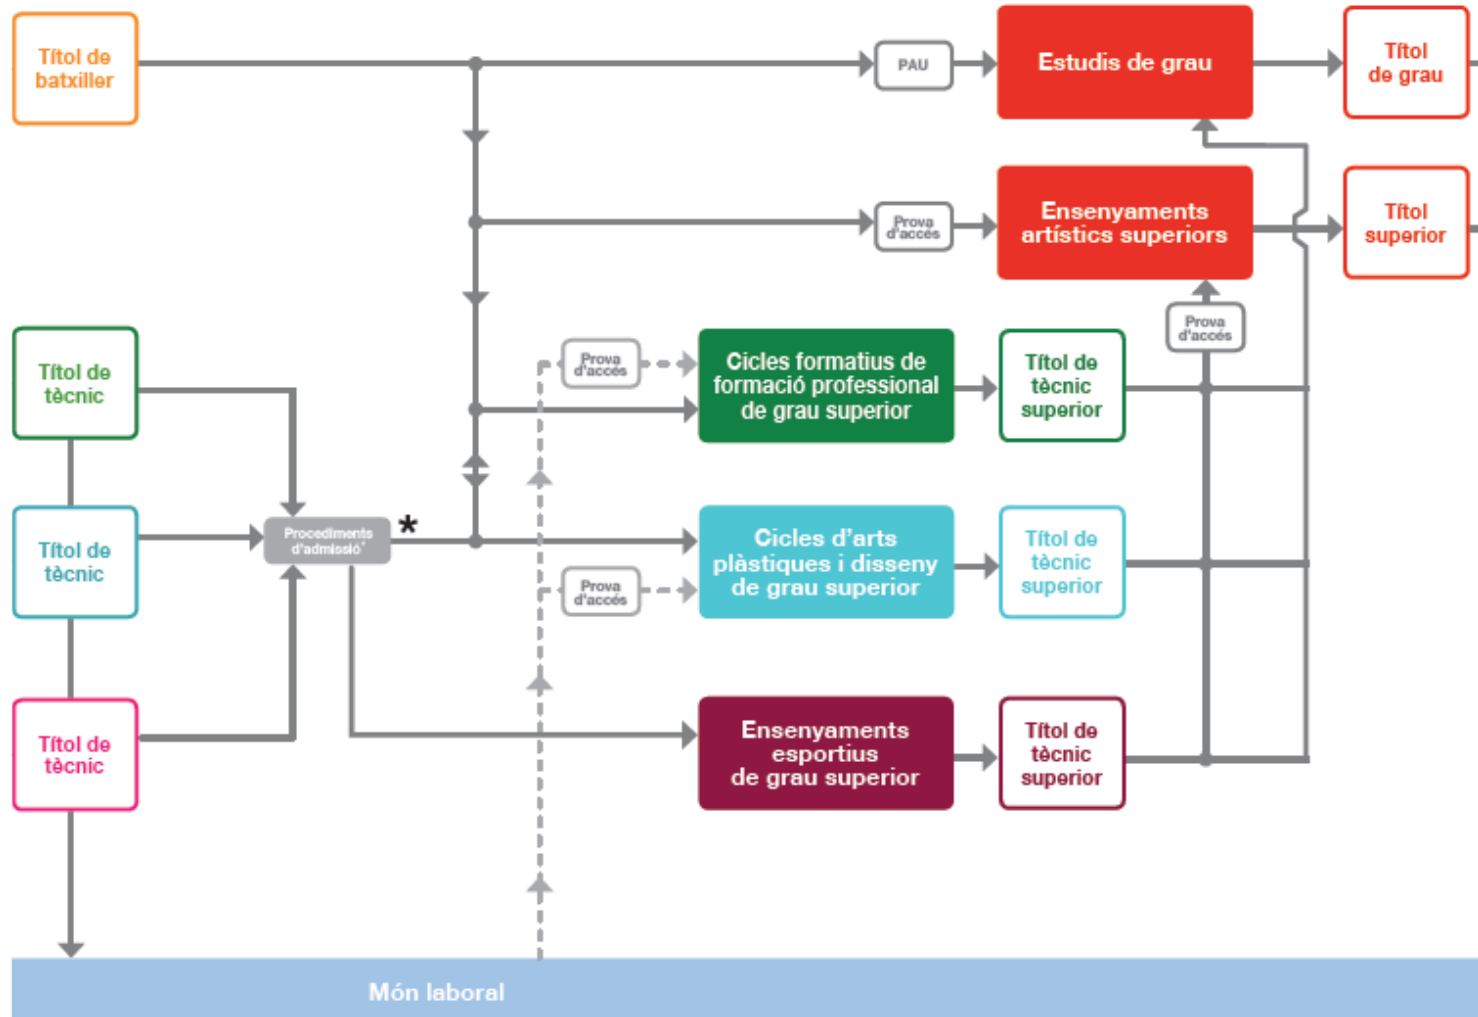 Títol de
batxiller
PAU
Estudis de grau
Títol
de grau
Prova
d'accés
Ensenyaments
artístics superiors
Títol
superior
Prova
d'accés
Títol de
tècnic
Prova
d'accés
Cicles formatius de
formació professional
de grau superior
Títol de
tècnic
superior
Títol de
tècnic
Procediments
d'admissió*
*
Cicles d'arts
plàstiques i disseny
de grau superior
Títol de
tècnic
superior
Prova
d'accés
Títol de
tècnic
Ensenyaments
esportius
de grau superior
Títol de
tècnic
superior
Món laboral